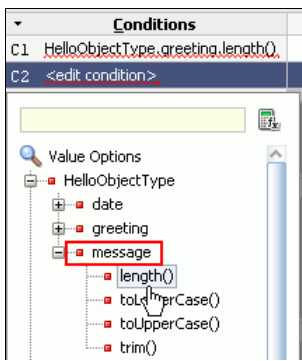 Conditions
C1 HelloObjectType.greeting.length()
C2 <edit condition>
Value Options
HelloObjectType
date
greeting
message
length()
toLowerCase()
toUpperCase()
trim()